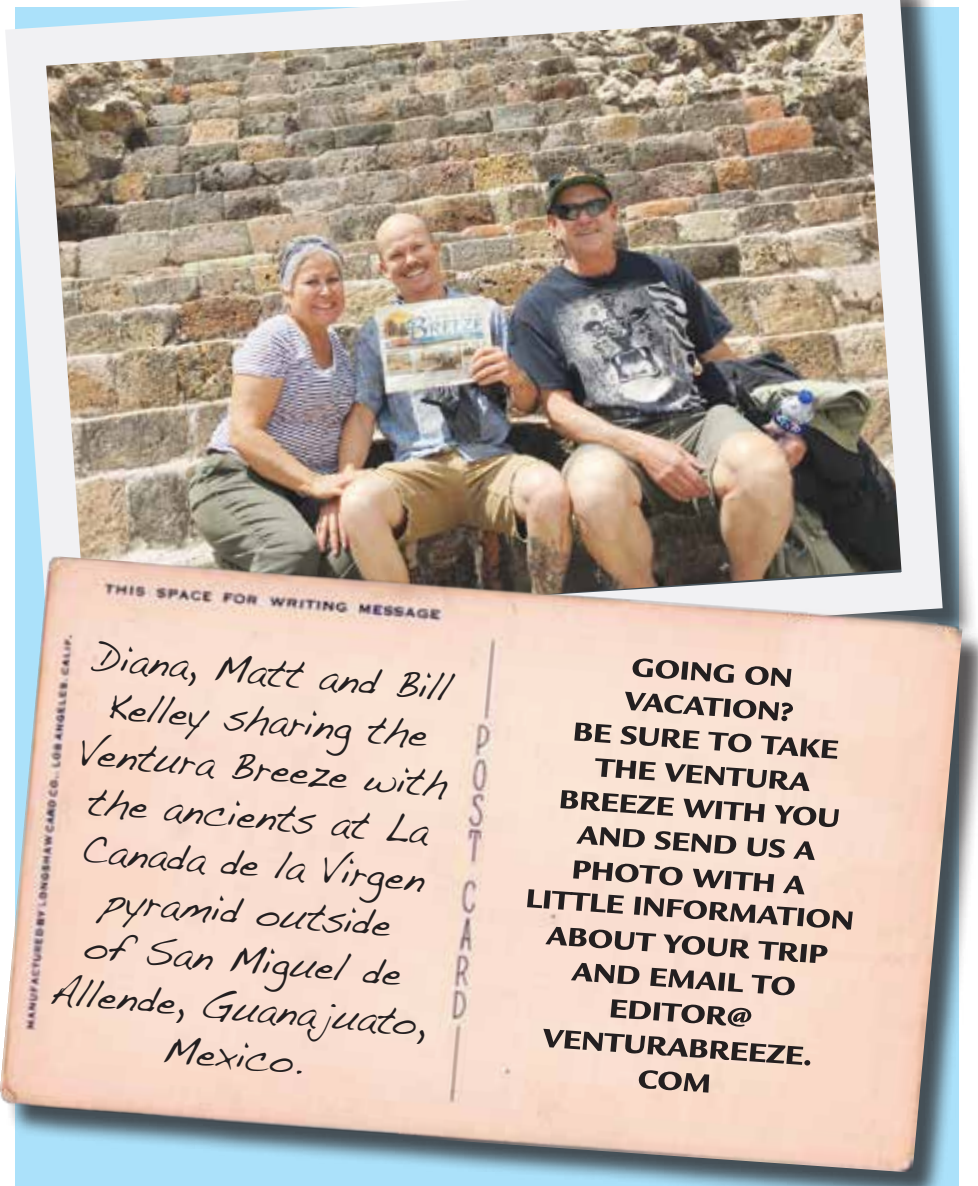 BREEZE
THIS SPACE FOR WRITING MESSAGE
MANUFACTURED BY LONGSHAW CARD CO., LOS ANGELES, CALIF.
Diana, Matt and Bill
Kelley sharing the
Ventura Breeze with
the ancients at La
Canada de la Virgen
pyramid outside
of San Miguel de
Allende, Guanajuato,
Mexico.
POST CARD
GOING ON
VACATION?
BE SURE TO TAKE
THE VENTURA
BREEZE WITH YOU
AND SEND US A
PHOTO WITH A
LITTLE INFORMATION
ABOUT YOUR TRIP
AND EMAIL TO
EDITOR@
VENTURABREEZE.
COM